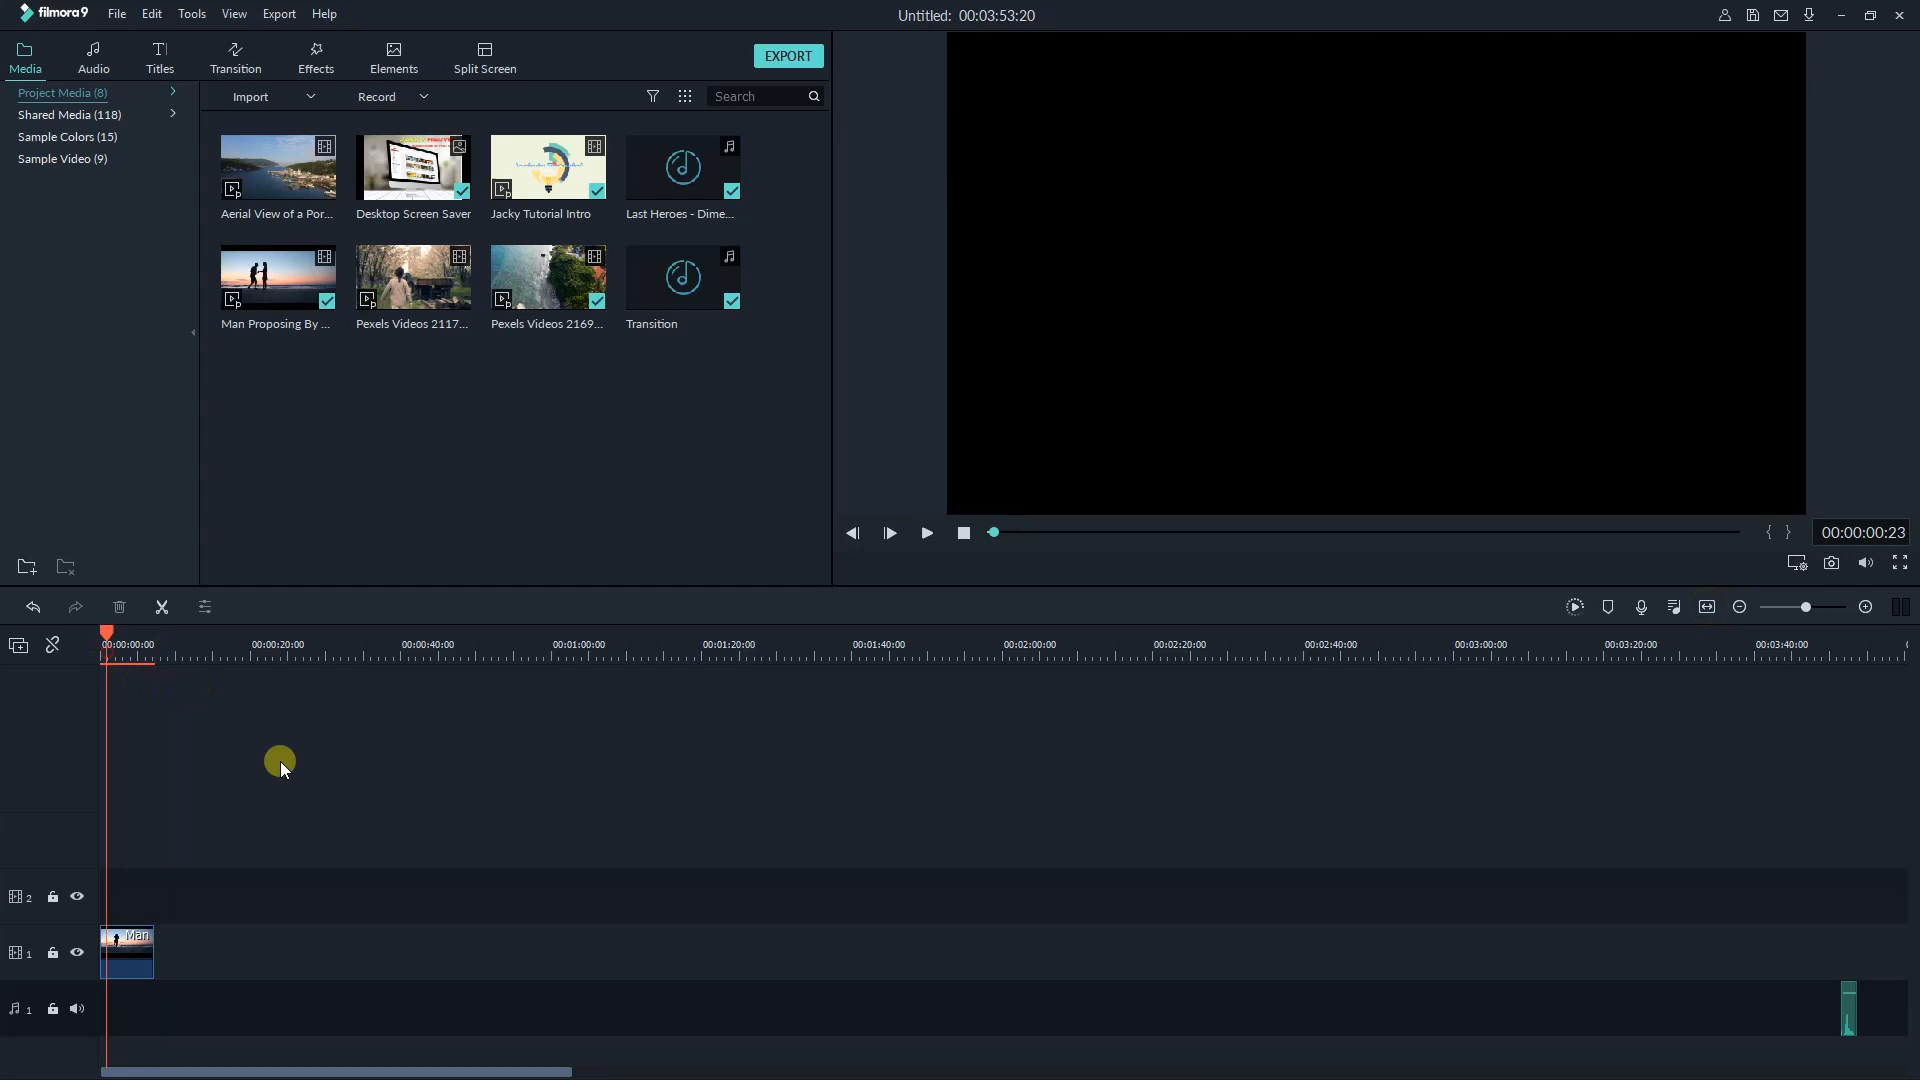 filmora9 File Edit Tools View Export Help Untitled: 00:03:53:20
Media Audio Titles Transition Effects Elements Split Screen EXPORT
Project Media (8)
Shared Media (118)
Sample Colors (15)
Sample Video (9)
Import Record Search
Aerial View of a Por... Desktop Screen Saver Jacky Tutorial Intro Last Heroes - Dime...
Man Proposing By ... Pexels Videos 2117... Pexels Videos 2169... Transition
00:00:00:23
00:00:00:00 00:00:20:00 00:00:40:00 00:01:00:00 00:01:20:00 00:01:40:00 00:02:00:00 00:02:20:00 00:02:40:00 00:03:00:00 00:03:20:00 00:03:40:00
2
1 Man
1